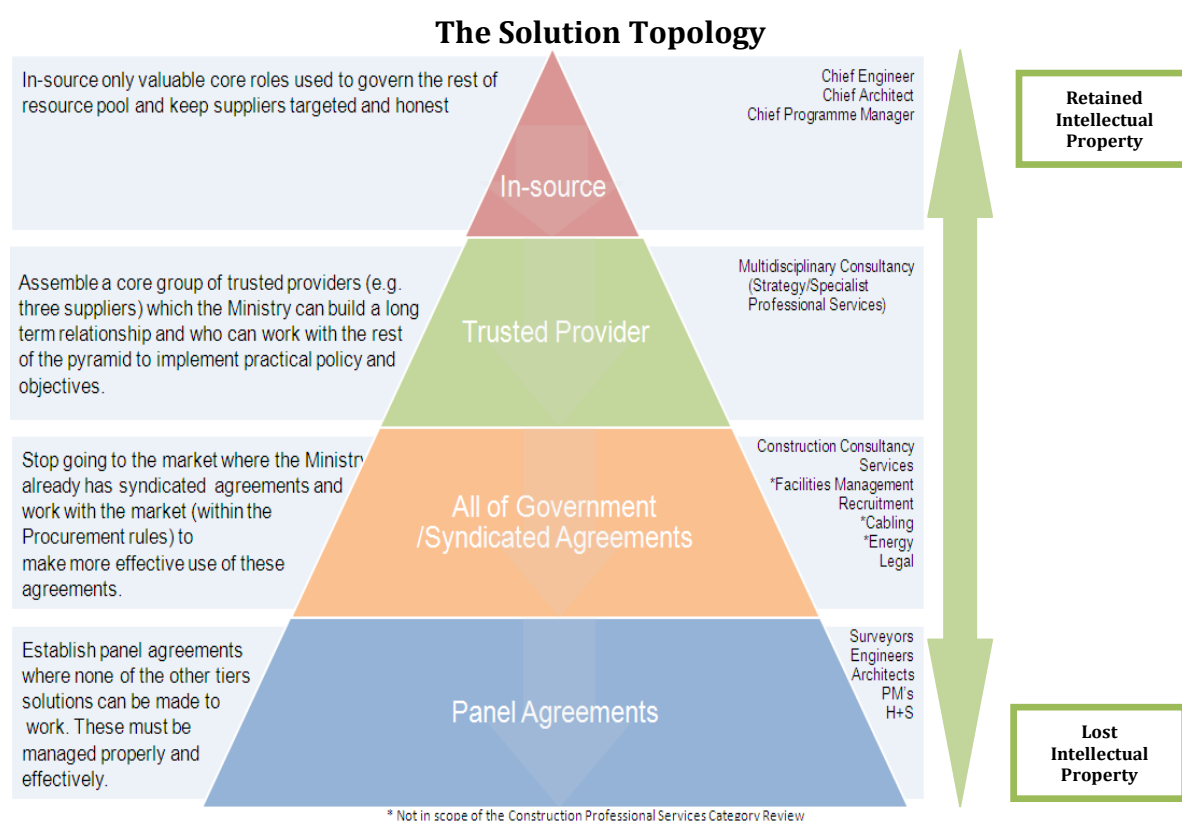 The Solution Topology
In-source only valuable core roles used to govern the rest of
resource pool and keep suppliers targeted and honest
In-source
Chief Engineer
Chief Architect
Chief Programme Manager
Retained
Intellectual
Property
Assemble a core group of trusted providers (e.g.
three suppliers) which the Ministry can build a long
term relationship and who can work with the rest
of the pyramid to implement practical policy and
objectives.
Trusted Provider
Multidisciplinary Consultancy
(Strategy/Specialist
Professional Services)
Stop going to the market where the Ministry
already has syndicated agreements and
work with the market (within the
Procurement rules) to
make more effective use of these
agreements.
All of Government
/Syndicated Agreements
Construction Consultancy
Services
*Facilities Management
Recruitment
*Cabling
*Energy
Legal
Establish panel agreements
where none of the other tiers
solutions can be made to
work. These must be
managed properly and
effectively.
Panel Agreements
Surveyors
Engineers
Architects
PM's
H+S
Lost
Intellectual
Property
* Not in scope of the Construction Professional Services Category Review